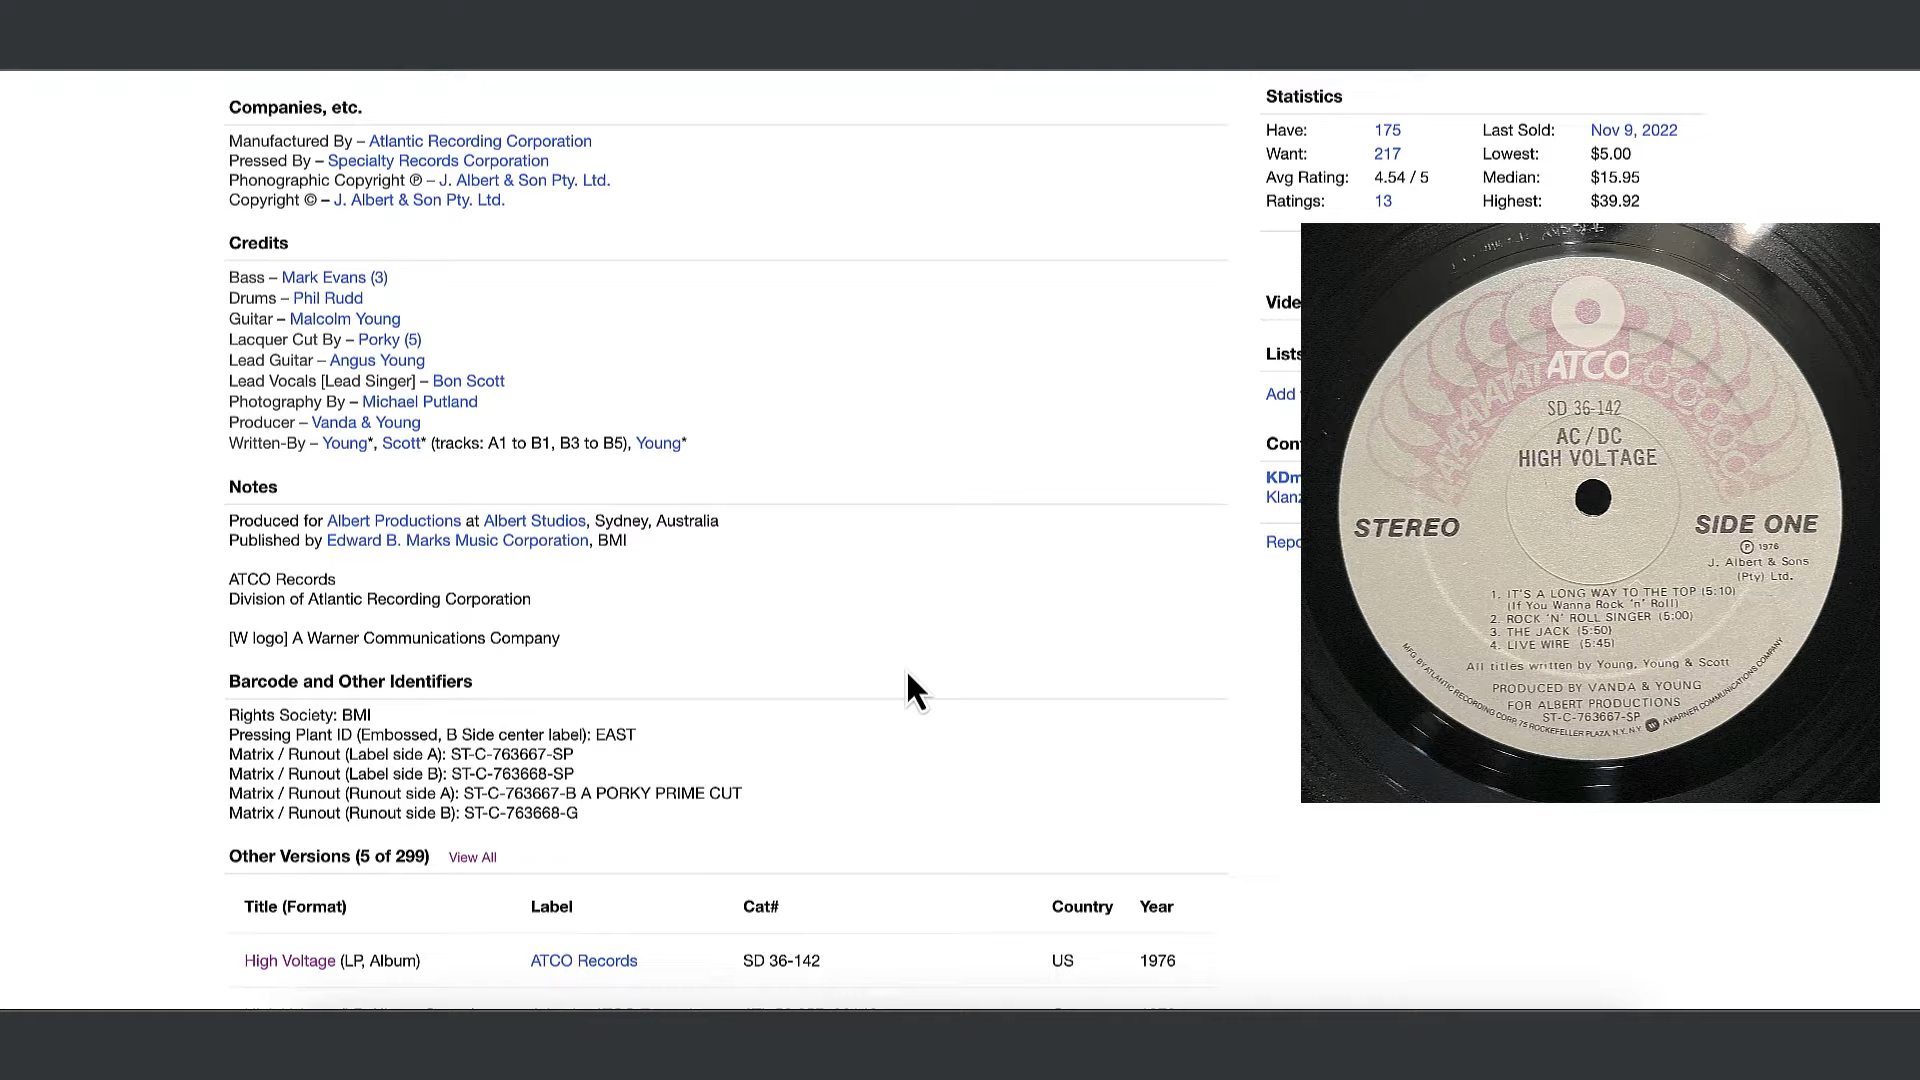 Companies, etc.
Manufactured By – Atlantic Recording Corporation
Pressed By – Specialty Records Corporation
Phonographic Copyright ℗ – J. Albert & Son Pty. Ltd.
Copyright © – J. Albert & Son Pty. Ltd.
Credits
Bass – Mark Evans (3)
Drums – Phil Rudd
Guitar – Malcolm Young
Lacquer Cut By – Porky (5)
Lead Guitar – Angus Young
Lead Vocals [Lead Singer] – Bon Scott
Photography By – Michael Putland
Producer – Vanda & Young
Written-By – Young*, Scott* (tracks: A1 to B1, B3 to B5), Young*
Notes
Produced for Albert Productions at Albert Studios, Sydney, Australia
Published by Edward B. Marks Music Corporation, BMI
ATCO Records
Division of Atlantic Recording Corporation
[W logo] A Warner Communications Company
Barcode and Other Identifiers
Rights Society: BMI
Pressing Plant ID (Embossed, B Side center label): EAST
Matrix / Runout (Label side A): ST-C-763667-SP
Matrix / Runout (Label side B): ST-C-763668-SP
Matrix / Runout (Runout side A): ST-C-763667-B A PORKY PRIME CUT
Matrix / Runout (Runout side B): ST-C-763668-G
Other Versions (5 of 299) View All
Title (Format) Label Cat# Country Year
High Voltage (LP, Album) ATCO Records SD 36-142 US 1976
Statistics
Have: 175 Last Sold: Nov 9, 2022
Want: 217 Lowest: $5.00
Avg Rating: 4.54 / 5 Median: $15.95
Ratings: 13 Highest: $39.92
Vide
Lists
Add
Con
KDm
Klanz
Repo
ATCO
SD 36-142
AC/DC
HIGH VOLTAGE
STEREO
SIDE ONE
℗ 1976
J. Albert & Sons
(Pty) Ltd.
1. IT'S A LONG WAY TO THE TOP (5:10)
(If You Wanna Rock 'n' Roll)
2. ROCK 'N' ROLL SINGER (5:00)
3. THE JACK (5:50)
4. LIVE WIRE (5:45)
All titles written by Young, Young & Scott
PRODUCED BY VANDA & YOUNG
FOR ALBERT PRODUCTIONS
ST-C-763667-SP
MFG. BY ATLANTIC RECORDING CORP. 75 ROCKEFELLER PLAZA, N.Y. N.Y. A WARNER COMMUNICATIONS COMPANY